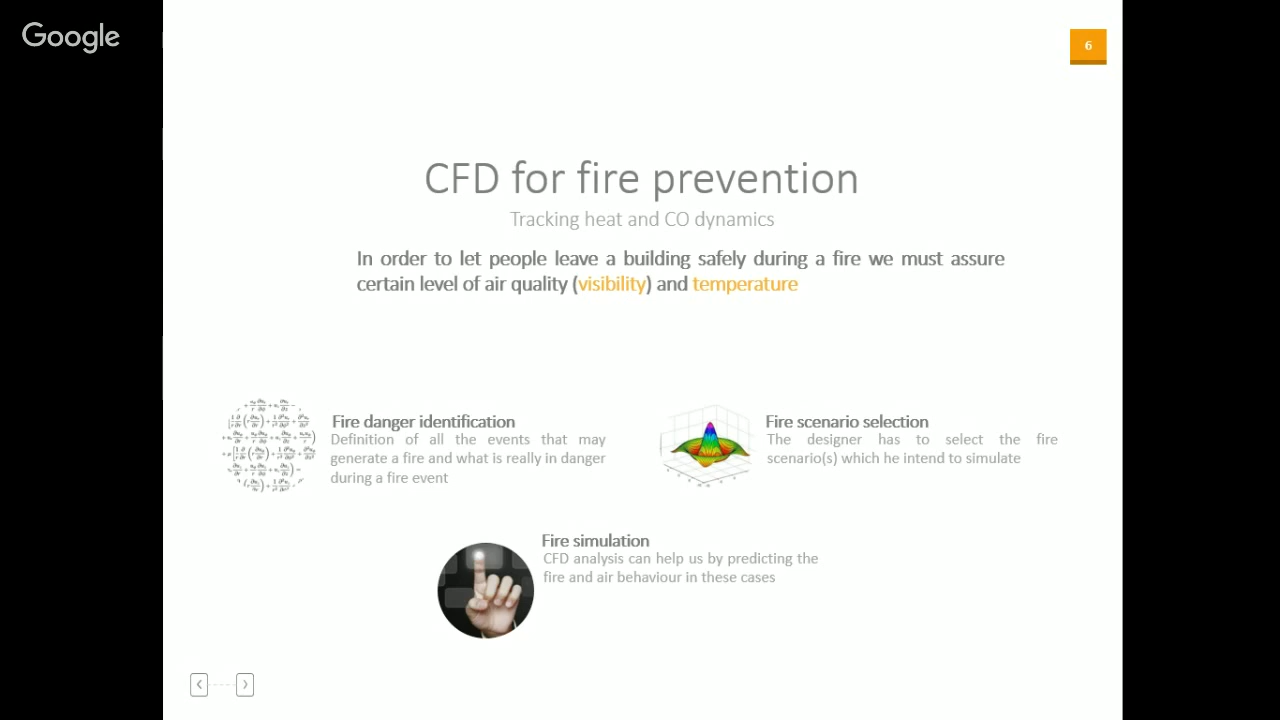 Google
6
CFD for fire prevention
Tracking heat and CO dynamics
In order to let people leave a building safely during a fire we must assure
certain level of air quality (visibility) and temperature
Fire danger identification
Definition of all the events that may
generate a fire and what is really in danger
during a fire event
Fire scenario selection
The designer has to select the fire
scenario(s) which he intend to simulate
Fire simulation
CFD analysis can help us by predicting the
fire and air behaviour in these cases